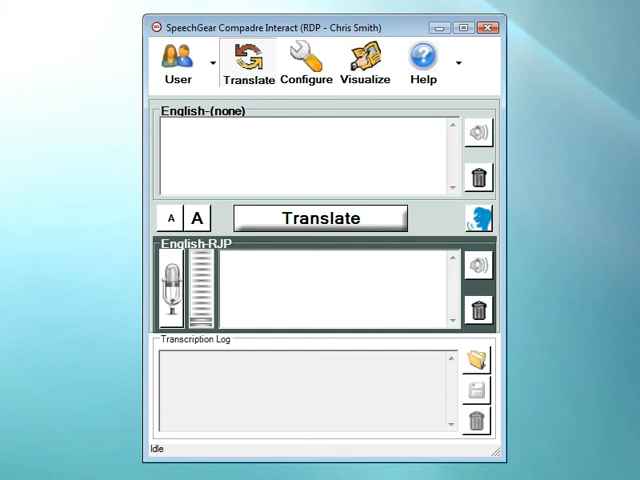 SpeechGear Compadre Interact (RDP - Chris Smith)
User Translate Configure Visualize Help
English-(none)
A A Translate
English-RJP
Transcription Log
Idle